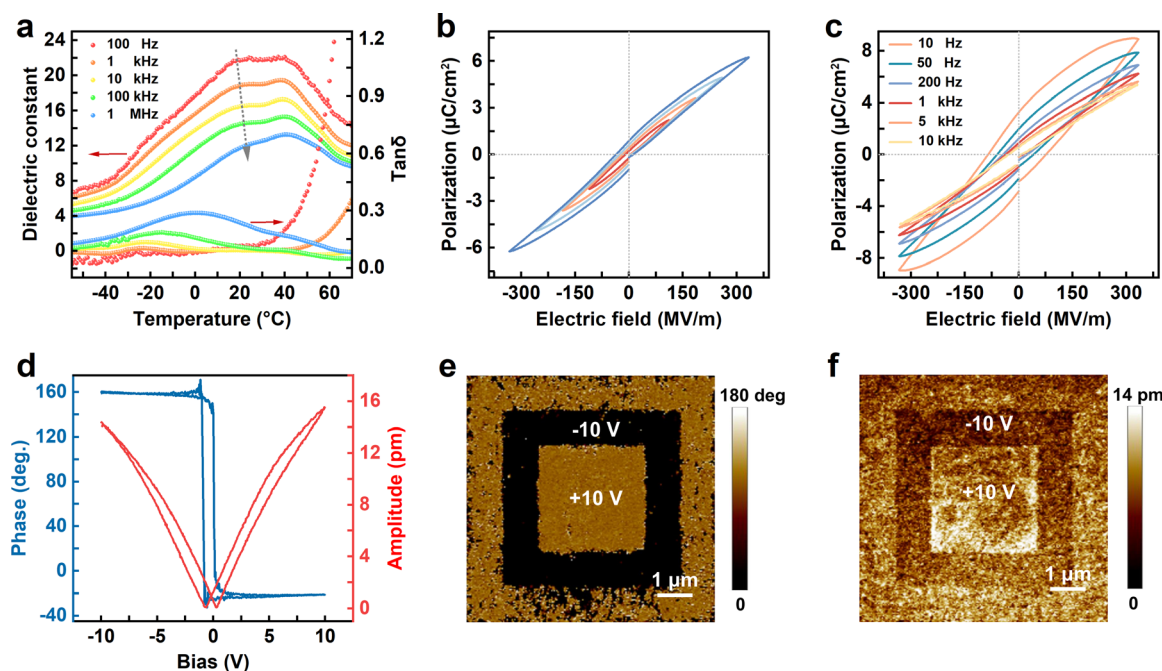 a
24
20
16
12
8
4
0
Dielectric constant
100 Hz
1 kHz
10 kHz
100 kHz
1 MHz
1.2
0.9
0.6
0.3
0.0
Tanδ
-40 -20 0 20 40 60
Temperature (°C)
b
6
3
0
-3
-6
Polarization (μC/cm²)
-300 -150 0 150 300
Electric field (MV/m)
c
8
4
0
-4
-8
Polarization (μC/cm²)
10 Hz
50 Hz
200 Hz
1 kHz
5 kHz
10 kHz
-300 -150 0 150 300
Electric field (MV/m)
d
160
120
80
40
0
-40
Phase (deg.)
16
12
8
4
0
Amplitude (pm)
-10 -5 0 5 10
Bias (V)
e
-10 V
+10 V
1 μm
180 deg
0
f
-10 V
+10 V
1 μm
14 pm
0